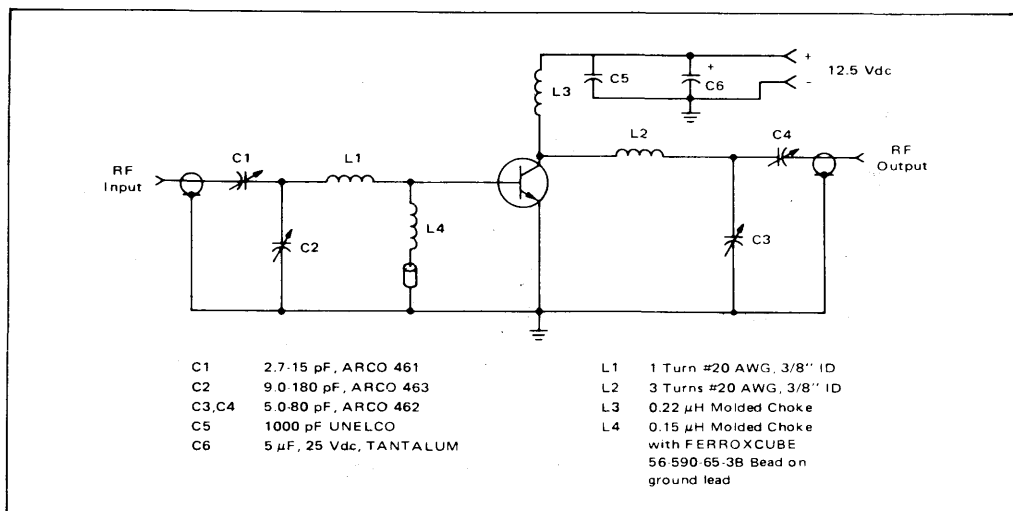 +
12.5 Vdc
-
C5
+
C6
L3
L2
C4
RF
Output
RF
Input
C1
L1
C2
L4
C3
C1 2.7-15 pF, ARCO 461
C2 9.0-180 pF, ARCO 463
C3,C4 5.0-80 pF, ARCO 462
C5 1000 pF UNELCO
C6 5 μF, 25 Vdc, TANTALUM
L1 1 Turn #20 AWG, 3/8" ID
L2 3 Turns #20 AWG, 3/8" ID
L3 0.22 μH Molded Choke
L4 0.15 μH Molded Choke
with FERROXCUBE
56-590-65-3B Bead on
ground lead